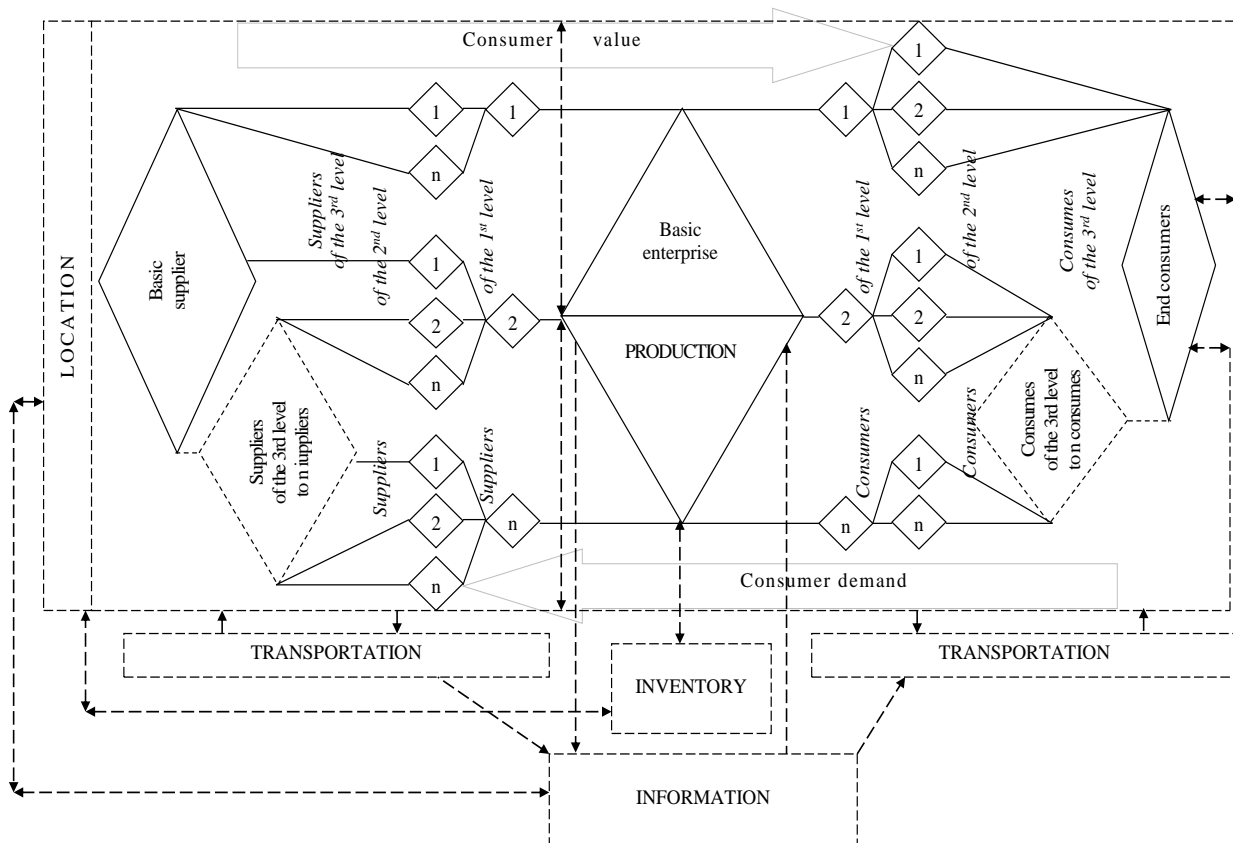 Consumer value
1
1
1
1
2
n
n
Suppliers
of the 3rd level
of the 2nd level
of the 1st level
Basic
enterprise
of the 1st level
of the 2nd level
Consumes
of the 3rd level
LOCATION
Basic
supplier
1
2
n
2
PRODUCTION
2
1
2
n
End consumers
Suppliers
of the 3rd level
to n iuppliers
Suppliers
Suppliers
1
2
n
n
Consumers
n
1
n
Consumers
Consumes
of the 3rd level
to n consumes
Consumer demand
TRANSPORTATION
INVENTORY
TRANSPORTATION
INFORMATION